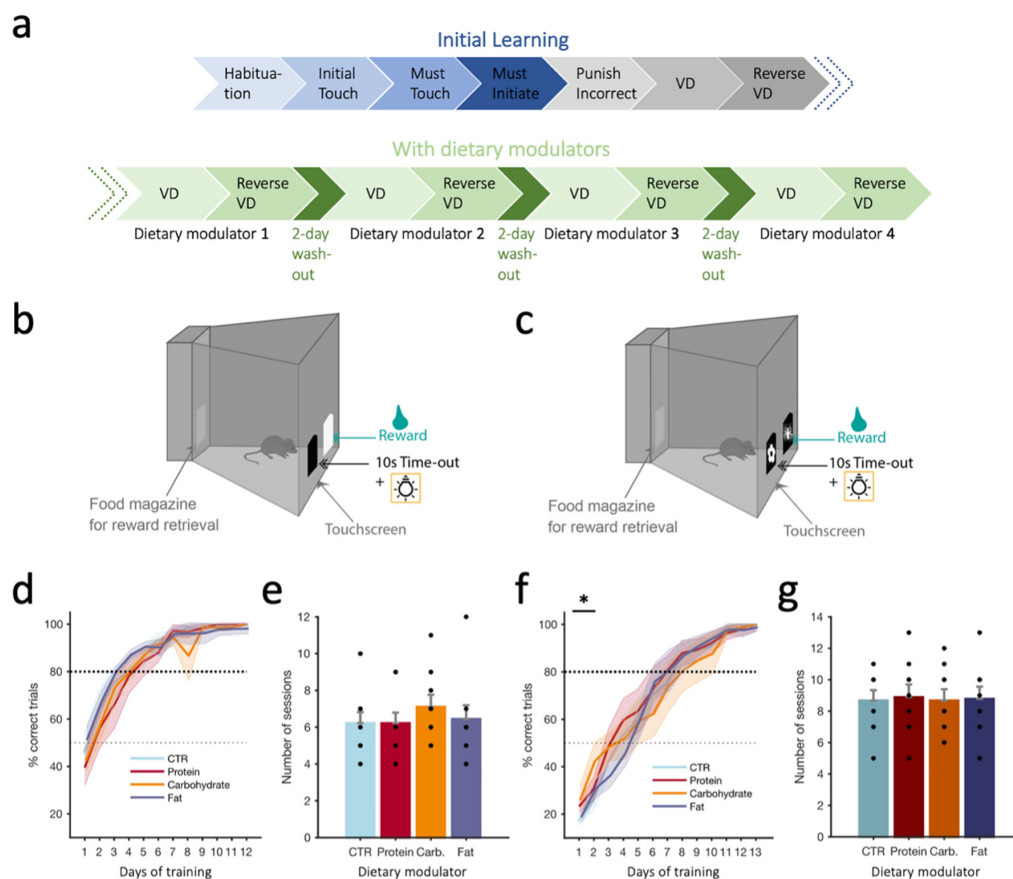 a
Initial Learning
Habitua-
tion
Initial
Touch
Must
Touch
Must
Initiate
Punish
Incorrect
VD
Reverse
VD
With dietary modulators
VD
Reverse
VD
VD
Reverse
VD
VD
Reverse
VD
VD
Reverse
VD
Dietary modulator 1
2-day
wash-
out
Dietary modulator 2
2-day
wash-
out
Dietary modulator 3
2-day
wash-
out
Dietary modulator 4
b
Reward
10s Time-out
+
Food magazine
for reward retrieval
Touchscreen
c
Reward
10s Time-out
+
Food magazine
for reward retrieval
Touchscreen
d
% correct trials
100
80
60
40
20
CTR
Protein
Carbohydrate
Fat
1 2 3 4 5 6 7 8 9 10 11 12
Days of training
e
Number of sessions
12
10
8
6
4
2
0
CTR Protein Carb. Fat
Dietary modulator
f
*
% correct trials
100
80
60
40
20
CTR
Protein
Carbohydrate
Fat
1 2 3 4 5 6 7 8 9 10 11 12 13
Days of training
g
Number of sessions
14
12
10
8
6
4
2
0
CTR Protein Carb. Fat
Dietary modulator